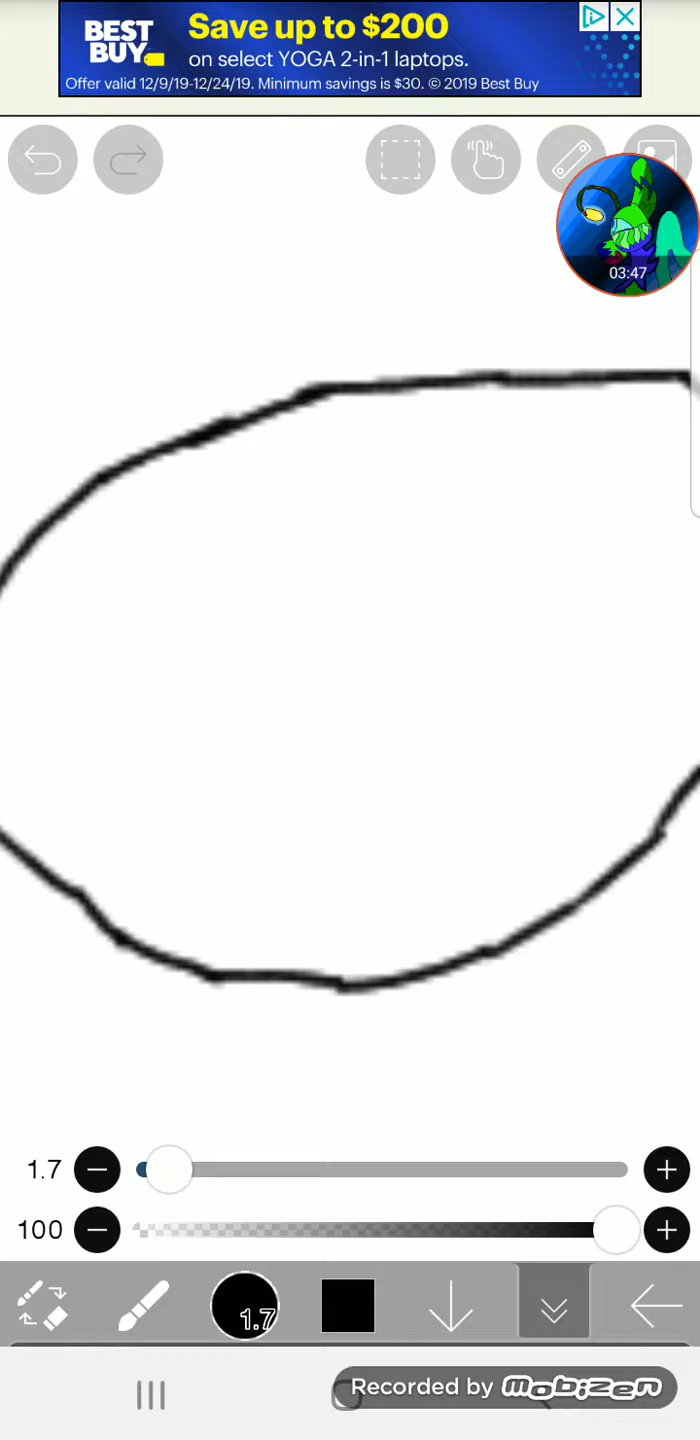 BEST
BUY
Save up to $200
on select YOGA 2-in-1 laptops.
Offer valid 12/9/19-12/24/19. Minimum savings is $30. © 2019 Best Buy
03:47
1.7
100
1.7
Recorded by mobizen